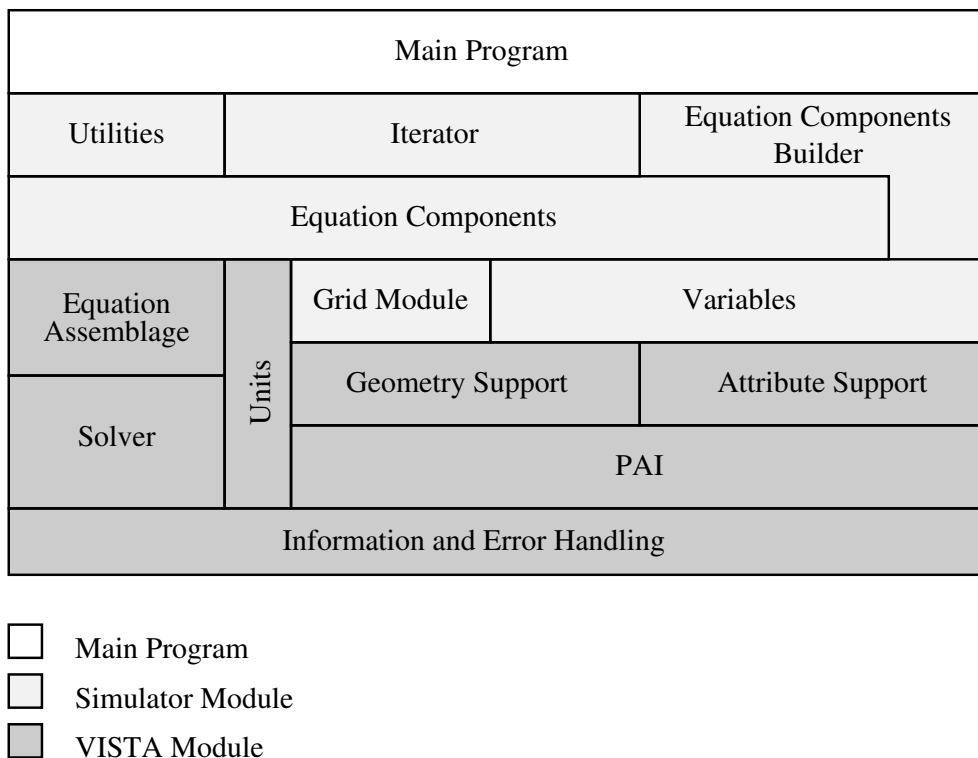 Main Program
Utilities
Iterator
Equation Components
Builder
Equation Components
Equation
Assemblage
Units
Grid Module
Variables
Geometry Support
Attribute Support
Solver
PAI
Information and Error Handling
Main Program
Simulator Module
VISTA Module